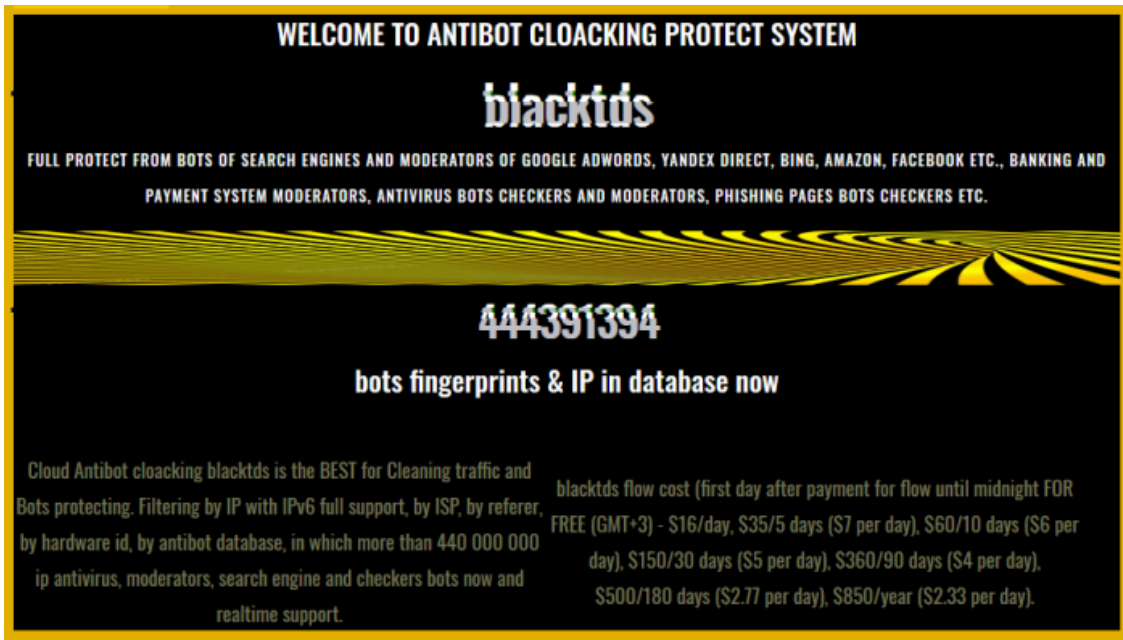 WELCOME TO ANTIBOT CLOACKING PROTECT SYSTEM
blacktds
FULL PROTECT FROM BOTS OF SEARCH ENGINES AND MODERATORS OF GOOGLE ADWORDS, YANDEX DIRECT, BING, AMAZON, FACEBOOK ETC., BANKING AND
PAYMENT SYSTEM MODERATORS, ANTIVIRUS BOTS CHECKERS AND MODERATORS, PHISHING PAGES BOTS CHECKERS ETC.
444391394
bots fingerprints & IP in database now
Cloud Antibot cloacking blacktds is the BEST for Cleaning traffic and
Bots protecting. Filtering by IP with IPv6 full support, by ISP, by referer,
by hardware id, by antibot database, in which more than 440 000 000
ip antivirus, moderators, search engine and checkers bots now and
realtime support.
blacktds flow cost (first day after payment for flow until midnight FOR
FREE (GMT+3) - $16/day, $35/5 days ($7 per day), $60/10 days ($6 per
day), $150/30 days ($5 per day), $360/90 days ($4 per day),
$500/180 days ($2.77 per day), $850/year ($2.33 per day).